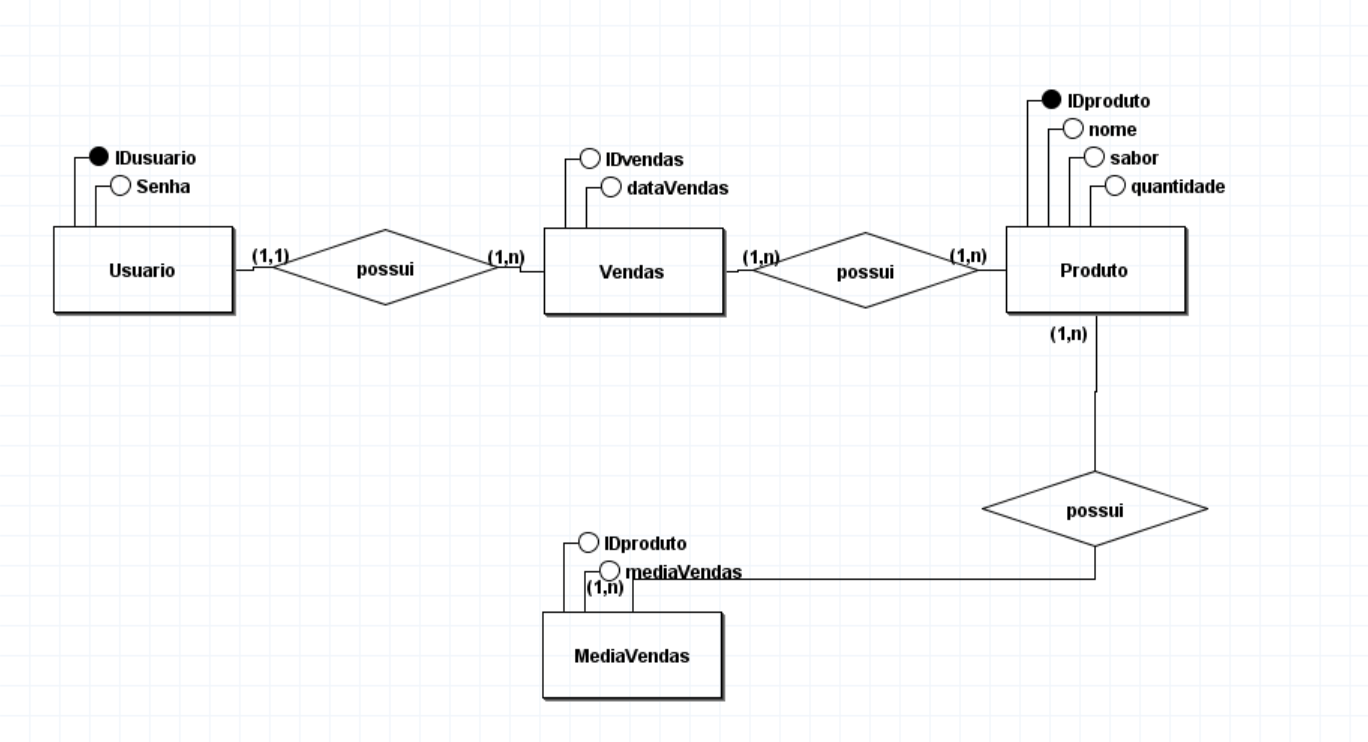 IDusuario
Senha
Usuario
(1,1)
possui
(1,n)
IDvendas
dataVendas
Vendas
(1,n)
possui
(1,n)
IDproduto
nome
sabor
quantidade
Produto
(1,n)
possui
IDproduto
mediaVendas
(1,n)
MediaVendas